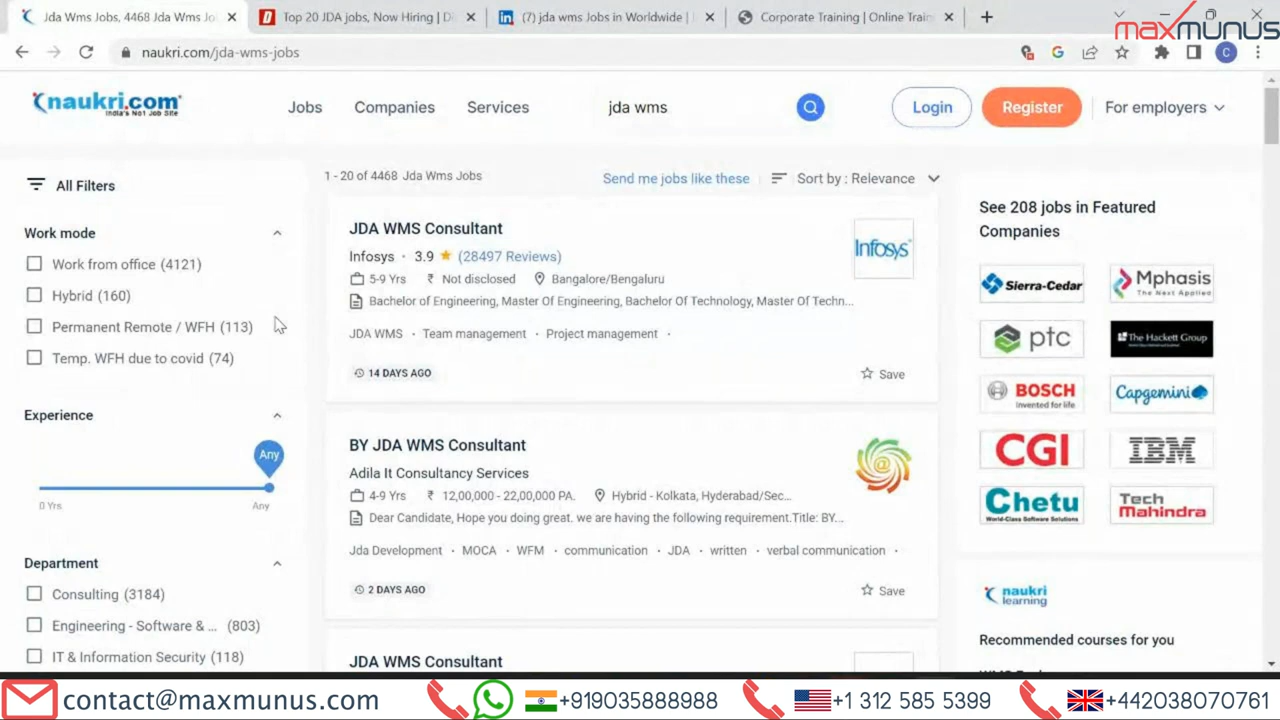 Jda Wms Jobs, 4468 Jda Wms Jo
Top 20 JDA jobs, Now Hiring | D
(7) jda wms Jobs in Worldwide |
Corporate Training | Online Train
maxmunus
naukri.com/jda-wms-jobs
C
naukri.com
India's No1 Job Site
Jobs
Companies
Services
jda wms
Login
Register
For employers
All Filters
Work mode
Work from office (4121)
Hybrid (160)
Permanent Remote / WFH (113)
Temp. WFH due to covid (74)
Experience
Any
0 Yrs
Any
Department
Consulting (3184)
Engineering - Software & ... (803)
IT & Information Security (118)
1 - 20 of 4468 Jda Wms Jobs
Send me jobs like these
Sort by : Relevance
JDA WMS Consultant
Infosys · 3.9 ★ (28497 Reviews)
5-9 Yrs ₹ Not disclosed Bangalore/Bengaluru
Bachelor of Engineering, Master Of Engineering, Bachelor Of Technology, Master Of Techn...
JDA WMS · Team management · Project management ·
14 DAYS AGO
Save
Infosys
BY JDA WMS Consultant
Adila It Consultancy Services
4-9 Yrs ₹ 12,00,000 - 22,00,000 PA. Hybrid - Kolkata, Hyderabad/Sec...
Dear Candidate, Hope you doing great. we are having the following requirement.Title: BY...
Jda Development · MOCA · WFM · communication · JDA · written · verbal communication ·
2 DAYS AGO
Save
JDA WMS Consultant
See 208 jobs in Featured
Companies
Sierra-Cedar
Mphasis
The Next Applied
ptc
The Hackett Group
BOSCH
Invented for life
Capgemini
CGI
IBM
Chetu
World-Class Software Solutions
Tech
Mahindra
naukri
learning
Recommended courses for you
contact@maxmunus.com
+919035888988
+1 312 585 5399
+442038070761